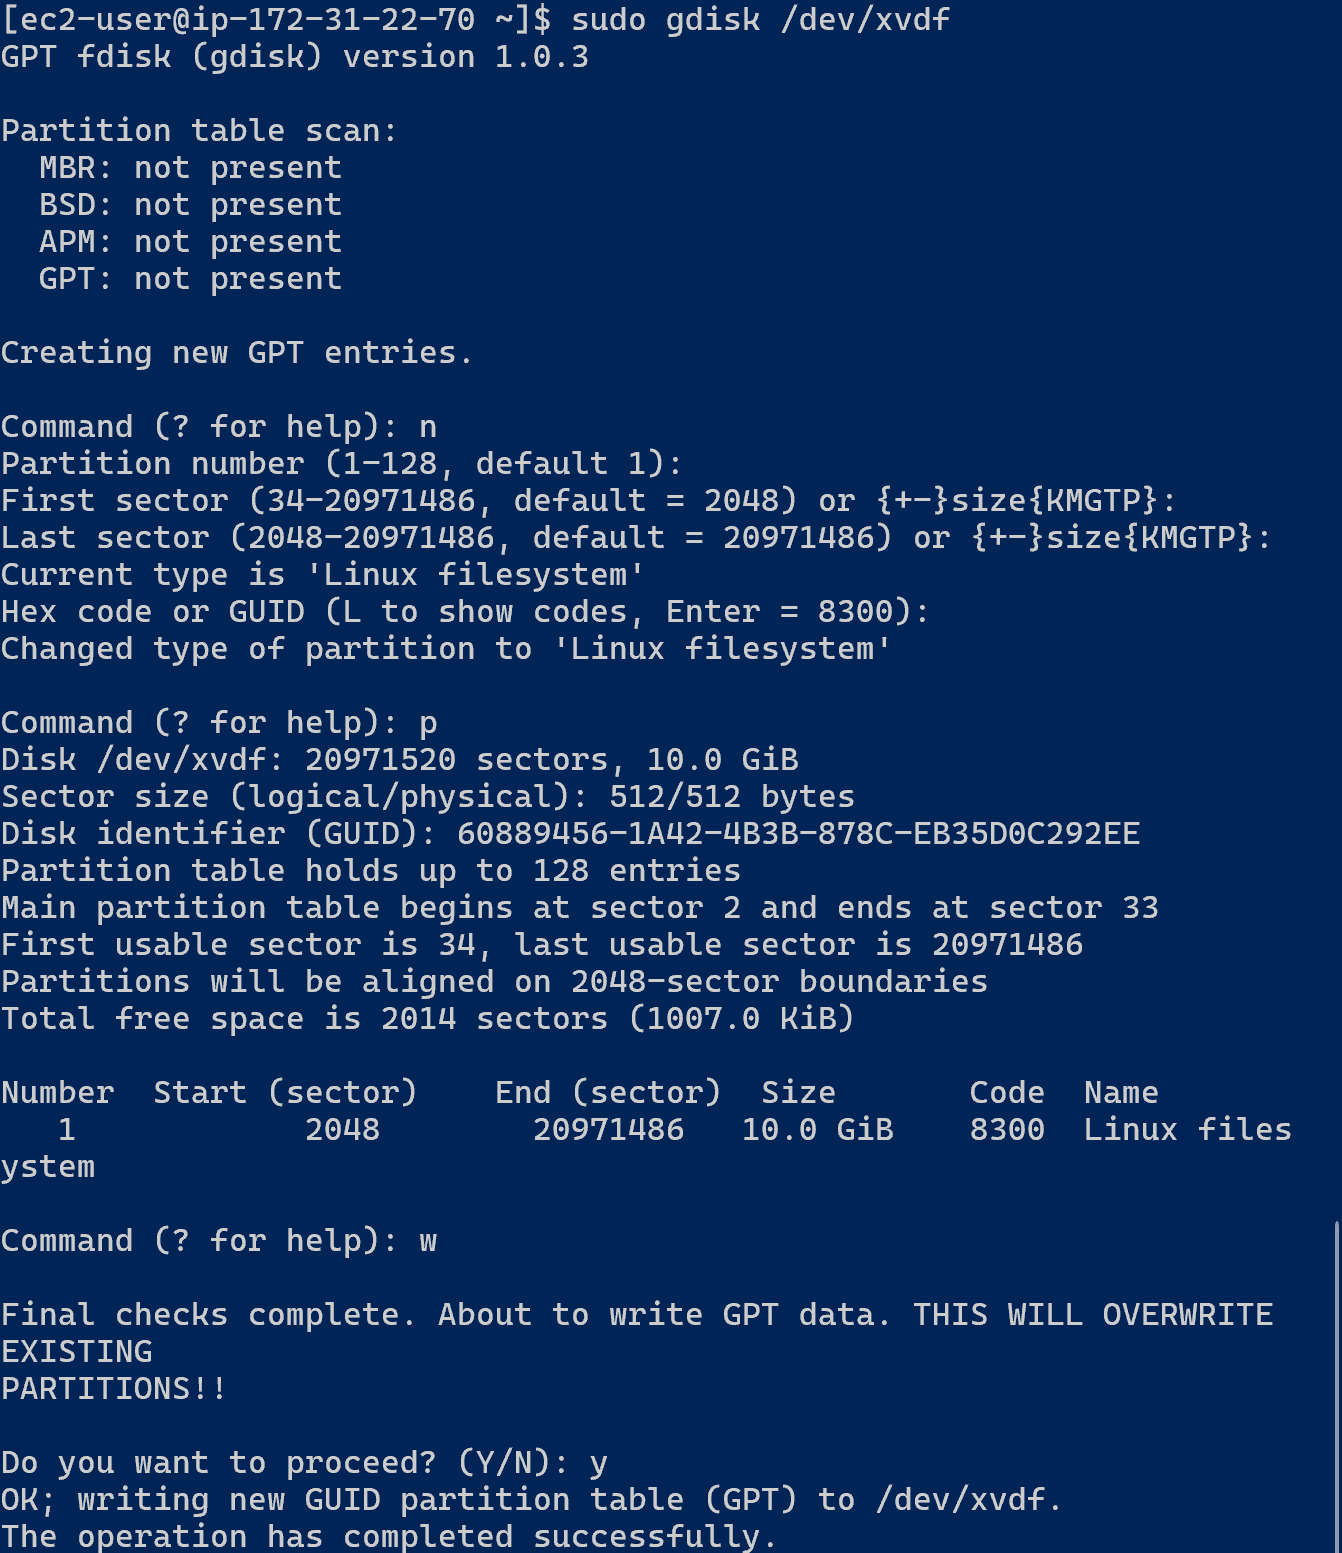 [ec2-user@ip-172-31-22-70 ~]$ sudo gdisk /dev/xvdf
GPT fdisk (gdisk) version 1.0.3

Partition table scan:
  MBR: not present
  BSD: not present
  APM: not present
  GPT: not present

Creating new GPT entries.

Command (? for help): n
Partition number (1-128, default 1):
First sector (34-20971486, default = 2048) or {+-}size{KMGTP}:
Last sector (2048-20971486, default = 20971486) or {+-}size{KMGTP}:
Current type is 'Linux filesystem'
Hex code or GUID (L to show codes, Enter = 8300):
Changed type of partition to 'Linux filesystem'

Command (? for help): p
Disk /dev/xvdf: 20971520 sectors, 10.0 GiB
Sector size (logical/physical): 512/512 bytes
Disk identifier (GUID): 60889456-1A42-4B3B-878C-EB35D0C292EE
Partition table holds up to 128 entries
Main partition table begins at sector 2 and ends at sector 33
First usable sector is 34, last usable sector is 20971486
Partitions will be aligned on 2048-sector boundaries
Total free space is 2014 sectors (1007.0 KiB)

Number  Start (sector)    End (sector)  Size       Code  Name
   1            2048        20971486   10.0 GiB    8300  Linux files
ystem

Command (? for help): w

Final checks complete. About to write GPT data. THIS WILL OVERWRITE
EXISTING
PARTITIONS!!

Do you want to proceed? (Y/N): y
OK; writing new GUID partition table (GPT) to /dev/xvdf.
The operation has completed successfully.